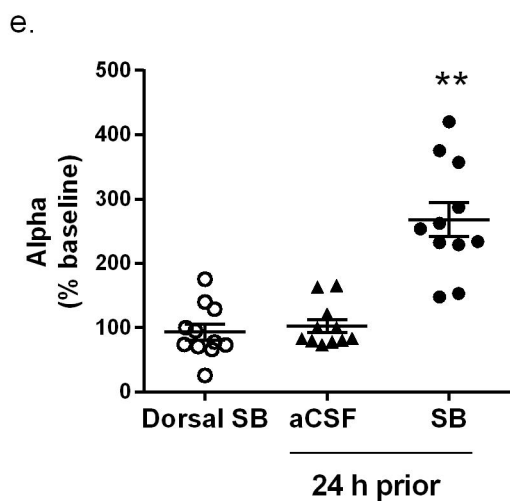 e.
**
500
400
300
200
100
0
Alpha
(% baseline)
Dorsal SB aCSF SB
24 h prior